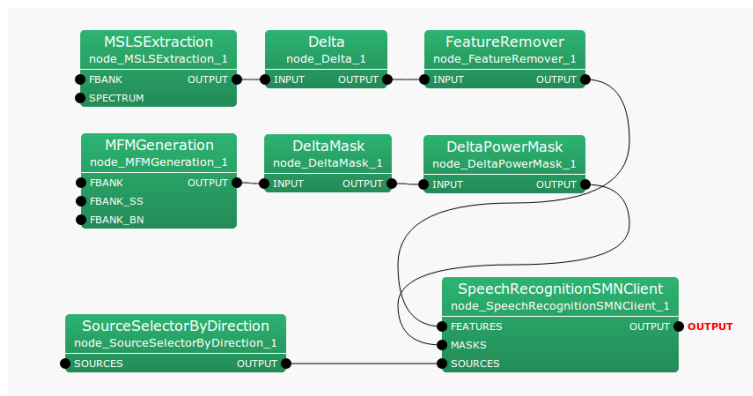 MSLSExtraction
node_MSLSExtraction_1
FBANK OUTPUT
SPECTRUM
Delta
node_Delta_1
INPUT OUTPUT
FeatureRemover
node_FeatureRemover_1
INPUT OUTPUT
MFMGeneration
node_MFMGeneration_1
FBANK OUTPUT
FBANK_SS
FBANK_BN
DeltaMask
node_DeltaMask_1
INPUT OUTPUT
DeltaPowerMask
node_DeltaPowerMask_1
INPUT OUTPUT
SourceSelectorByDirection
node_SourceSelectorByDirection_1
SOURCES OUTPUT
SpeechRecognitionSMNClient
node_SpeechRecognitionSMNClient_1
FEATURES OUTPUT OUTPUT
MASKS
SOURCES